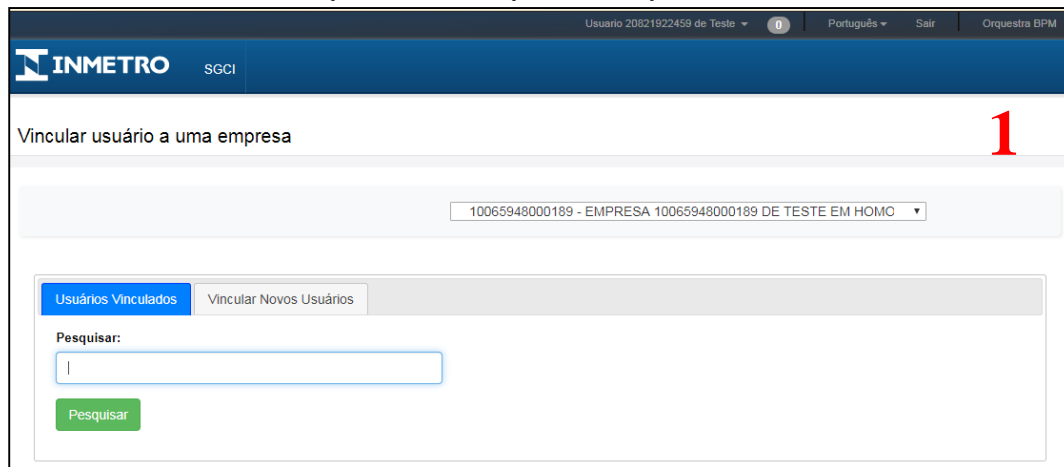 Usuario 20821922459 de Teste 0 Português Sair Orquestra BPM
INMETRO SGCI
Vincular usuário a uma empresa
1
10065948000189 - EMPRESA 10065948000189 DE TESTE EM HOMO
Usuários Vinculados Vincular Novos Usuários
Pesquisar:
Pesquisar